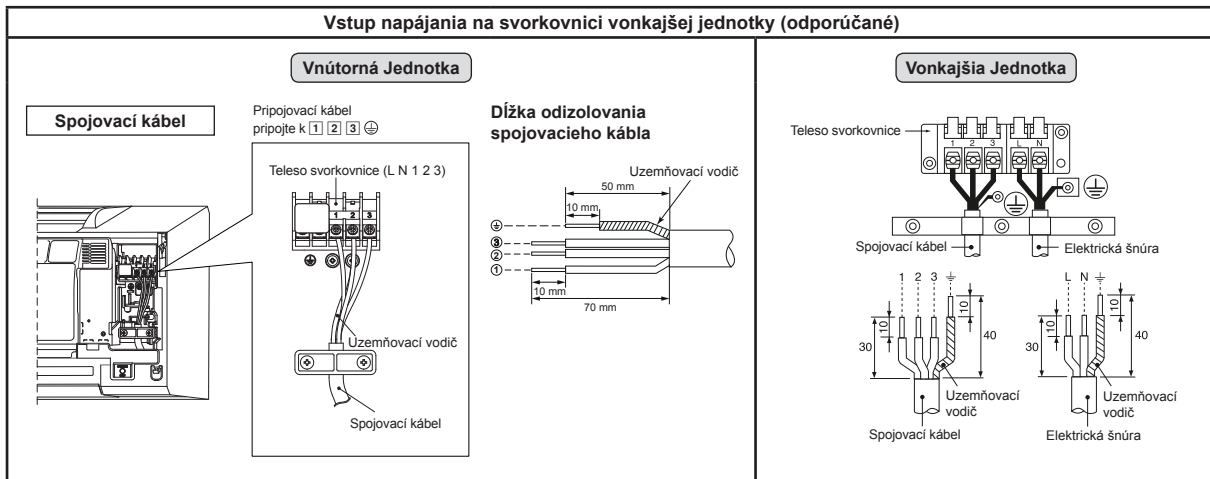 Vstup napájania na svorkovnici vonkajšej jednotky (odporúčané)
Vnútorná Jednotka
Spojovací kábel
Pripojovací kábel
pripojte k 1 2 3 ⏚
Teleso svorkovnice (L N 1 2 3)
1 2 3
Uzemňovací vodič
Spojovací kábel
Dĺžka odizolovania
spojovacieho kábla
Uzemňovací vodič
50 mm
10 mm
⏚
③
②
①
10 mm
70 mm
Vonkajšia Jednotka
Teleso svorkovnice
1 2 3 L N
Spojovací kábel
Elektrická šnúra
1 2 3 ⏚
10
10
30
40
Uzemňovací
vodič
Spojovací kábel
L N ⏚
10
10
30
40
Uzemňovací
vodič
Elektrická šnúra